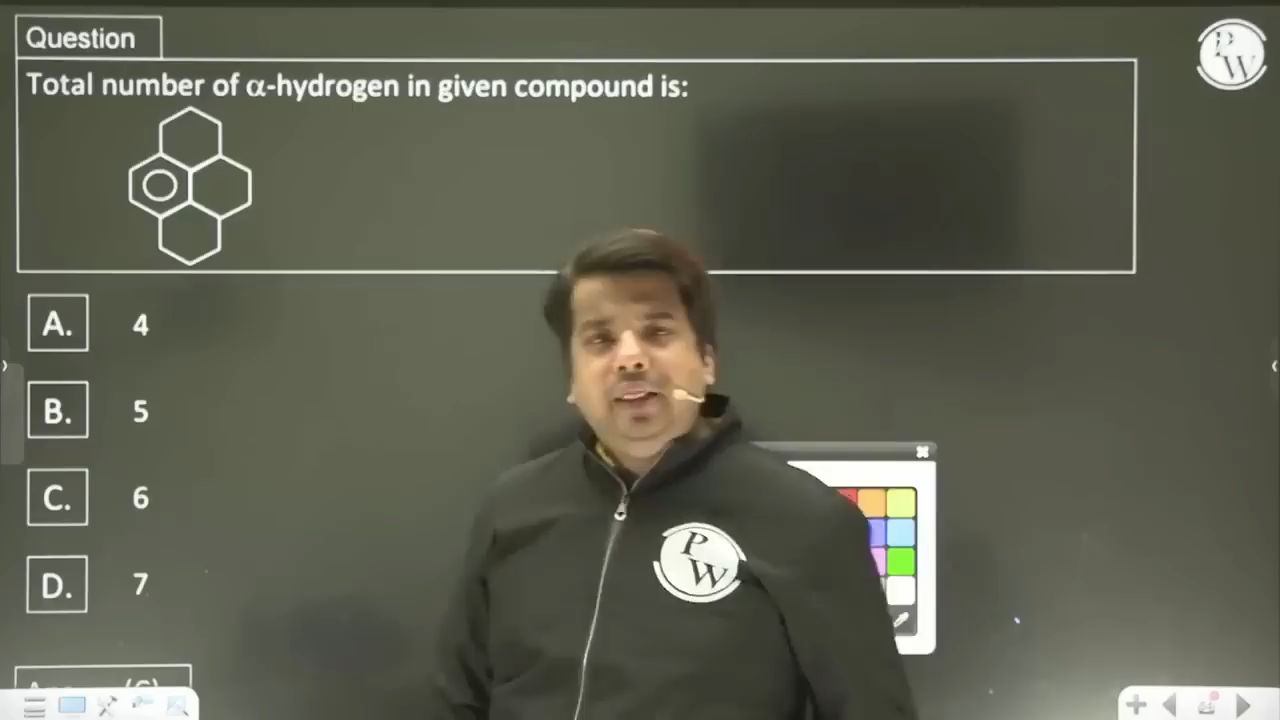 Question
Total number of α-hydrogen in given compound is:
A. 4
B. 5
C. 6
D. 7
(C)
P
W
P
W